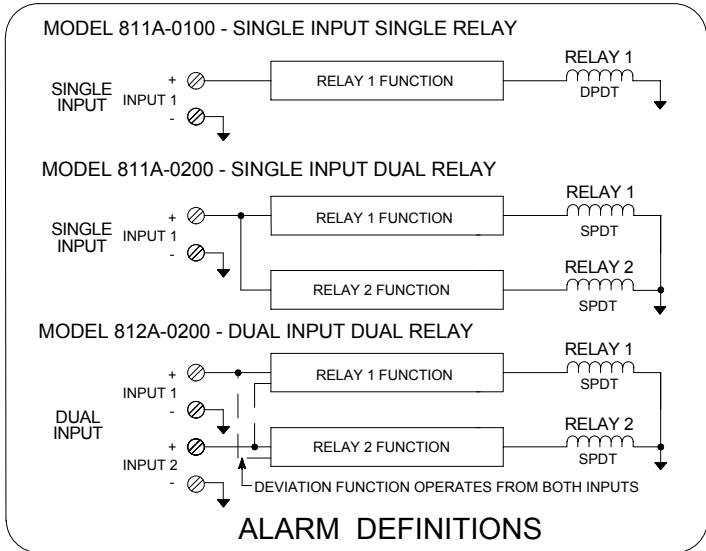 MODEL 811A-0100 - SINGLE INPUT SINGLE RELAY
SINGLE INPUT
+
INPUT 1
-
RELAY 1 FUNCTION
RELAY 1
DPDT
MODEL 811A-0200 - SINGLE INPUT DUAL RELAY
SINGLE INPUT
+
INPUT 1
-
RELAY 1 FUNCTION
RELAY 1
SPDT
RELAY 2 FUNCTION
RELAY 2
SPDT
MODEL 812A-0200 - DUAL INPUT DUAL RELAY
DUAL INPUT
+
INPUT 1
-
+
INPUT 2
-
RELAY 1 FUNCTION
RELAY 1
SPDT
RELAY 2 FUNCTION
RELAY 2
SPDT
DEVIATION FUNCTION OPERATES FROM BOTH INPUTS
ALARM DEFINITIONS